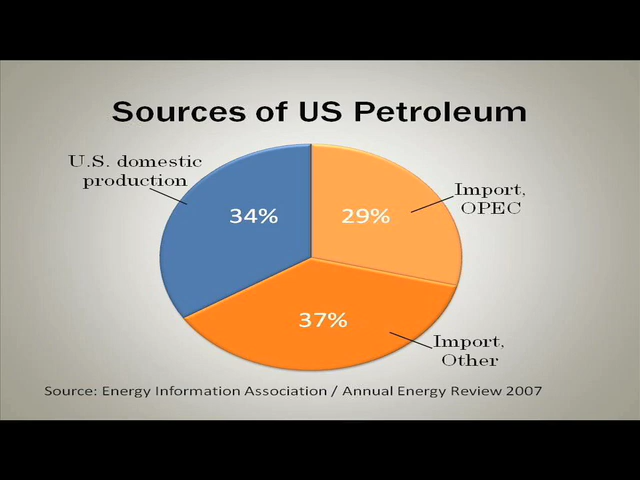 Sources of US Petroleum
U.S. domestic
production
34%
29%
Import,
OPEC
37%
Import,
Other
Source: Energy Information Association / Annual Energy Review 2007